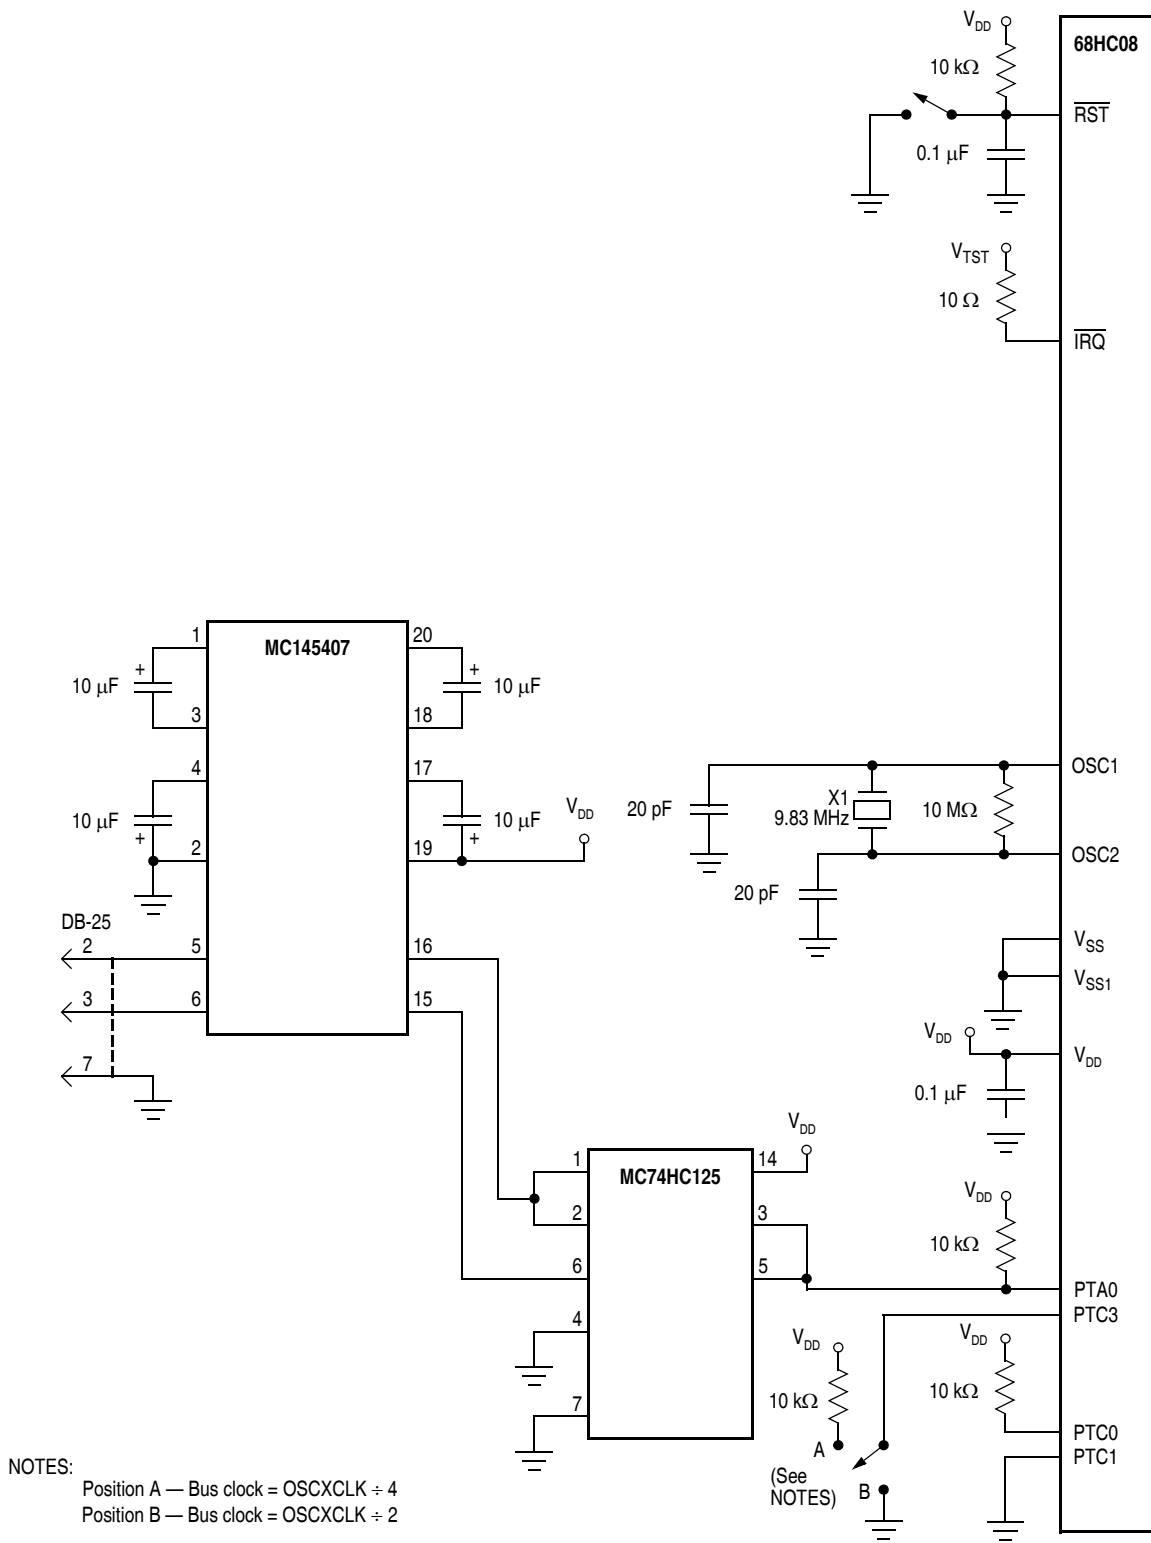 V_DD
68HC08
10 kΩ
RST
0.1 µF
V_TST
10 Ω
IRQ
1
MC145407
20
+
10 µF
+
10 µF
3
18
4
17
OSC1
10 µF
+
10 µF
+
V_DD
20 pF
X1
9.83 MHz
10 MΩ
2
19
OSC2
20 pF
DB-25
2
5
16
V_SS
3
6
15
V_SS1
7
V_DD
V_DD
0.1 µF
V_DD
1
MC74HC125
14
2
3
V_DD
10 kΩ
6
5
PTA0
4
PTC3
V_DD
V_DD
10 kΩ
10 kΩ
7
PTC0
A
PTC1
(See
NOTES)
B
NOTES:
Position A — Bus clock = OSCXCLK ÷ 4
Position B — Bus clock = OSCXCLK ÷ 2